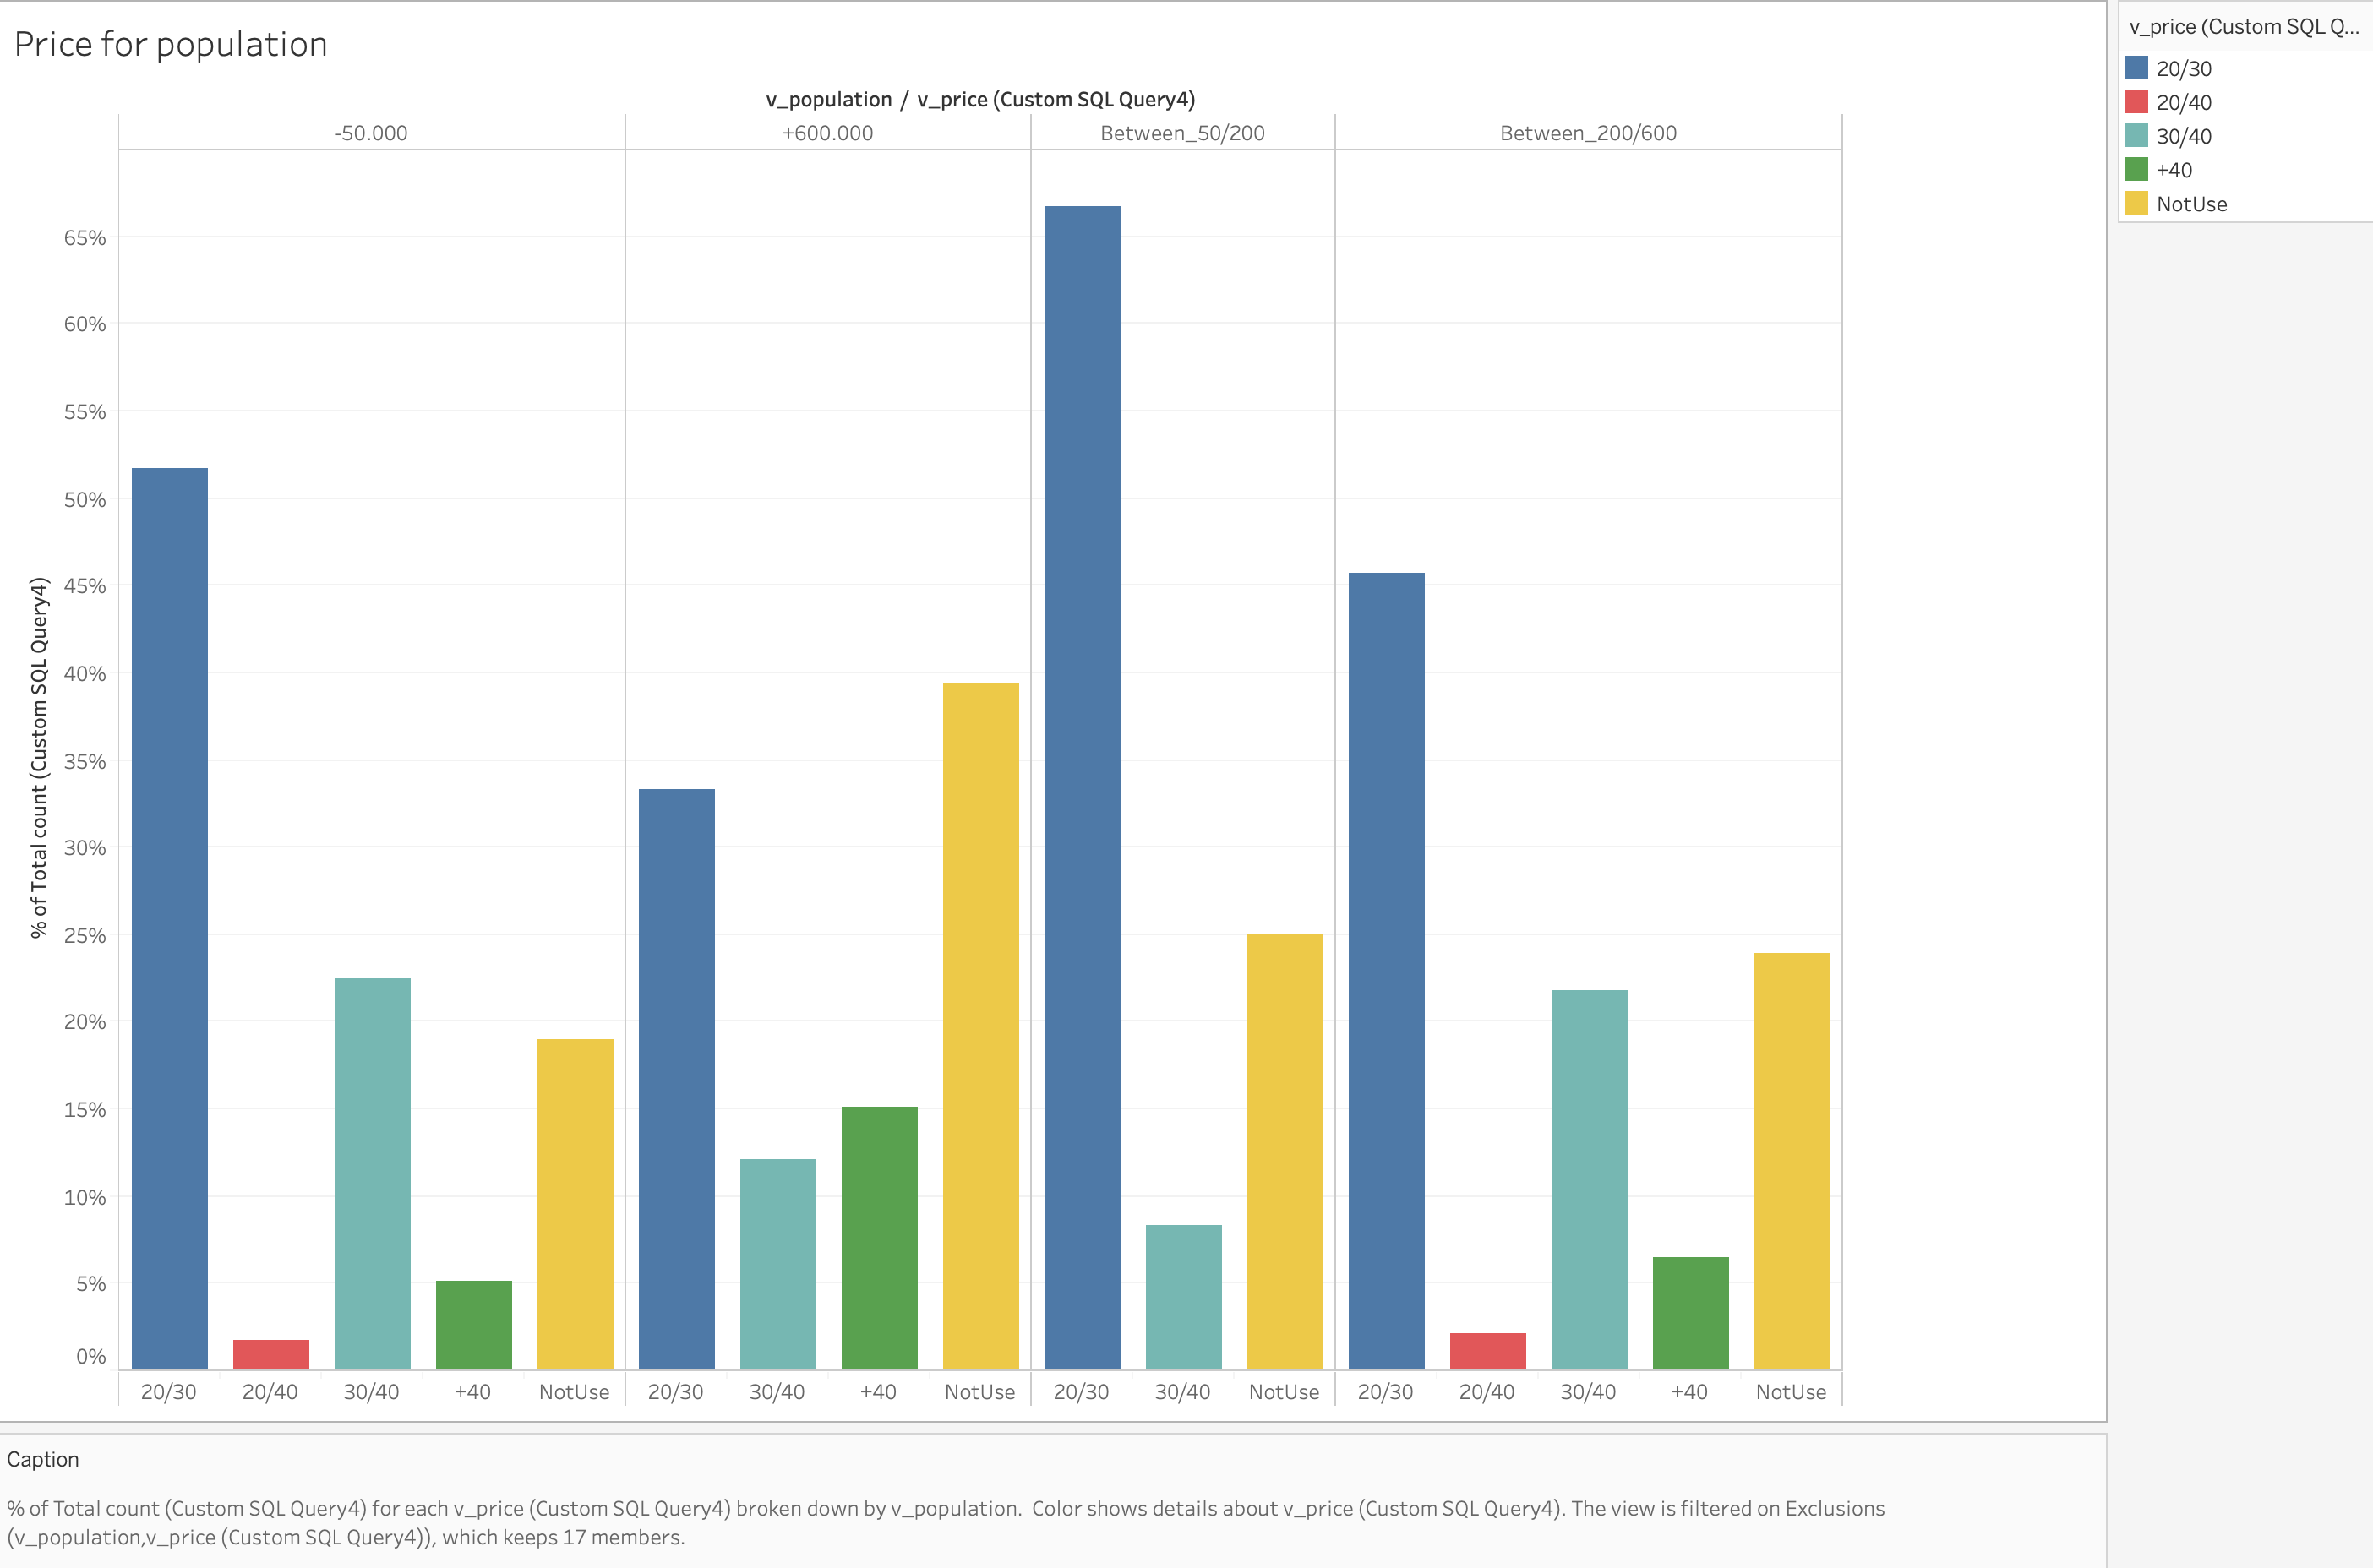 Price for population
v_population / v_price (Custom SQL Query4)
-50.000 +600.000 Between_50/200 Between_200/600
% of Total count (Custom SQL Query4)
65%
60%
55%
50%
45%
40%
35%
30%
25%
20%
15%
10%
5%
0%
20/30 20/40 30/40 +40 NotUse 20/30 30/40 +40 NotUse 20/30 30/40 NotUse 20/30 20/40 30/40 +40 NotUse
v_price (Custom SQL Q...
20/30
20/40
30/40
+40
NotUse
Caption
% of Total count (Custom SQL Query4) for each v_price (Custom SQL Query4) broken down by v_population. Color shows details about v_price (Custom SQL Query4). The view is filtered on Exclusions
(v_population,v_price (Custom SQL Query4)), which keeps 17 members.